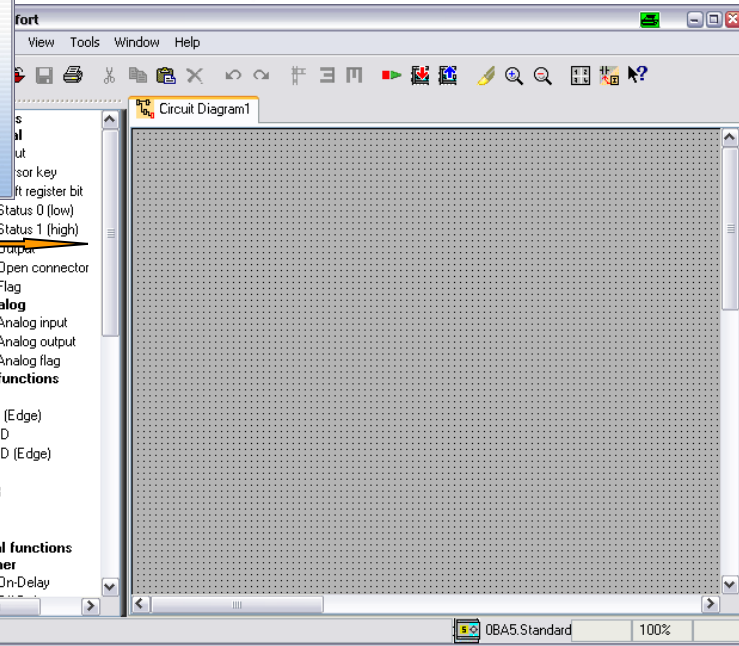 fort
View Tools Window Help
Circuit Diagram1
s
al
ut
sor key
ft register bit
Status 0 (low)
Status 1 (high)
Output
Open connector
Flag
alog
Analog input
Analog output
Analog flag
functions
(Edge)
D
D (Edge)
al functions
ner
On-Delay
0BA5.Standard 100%